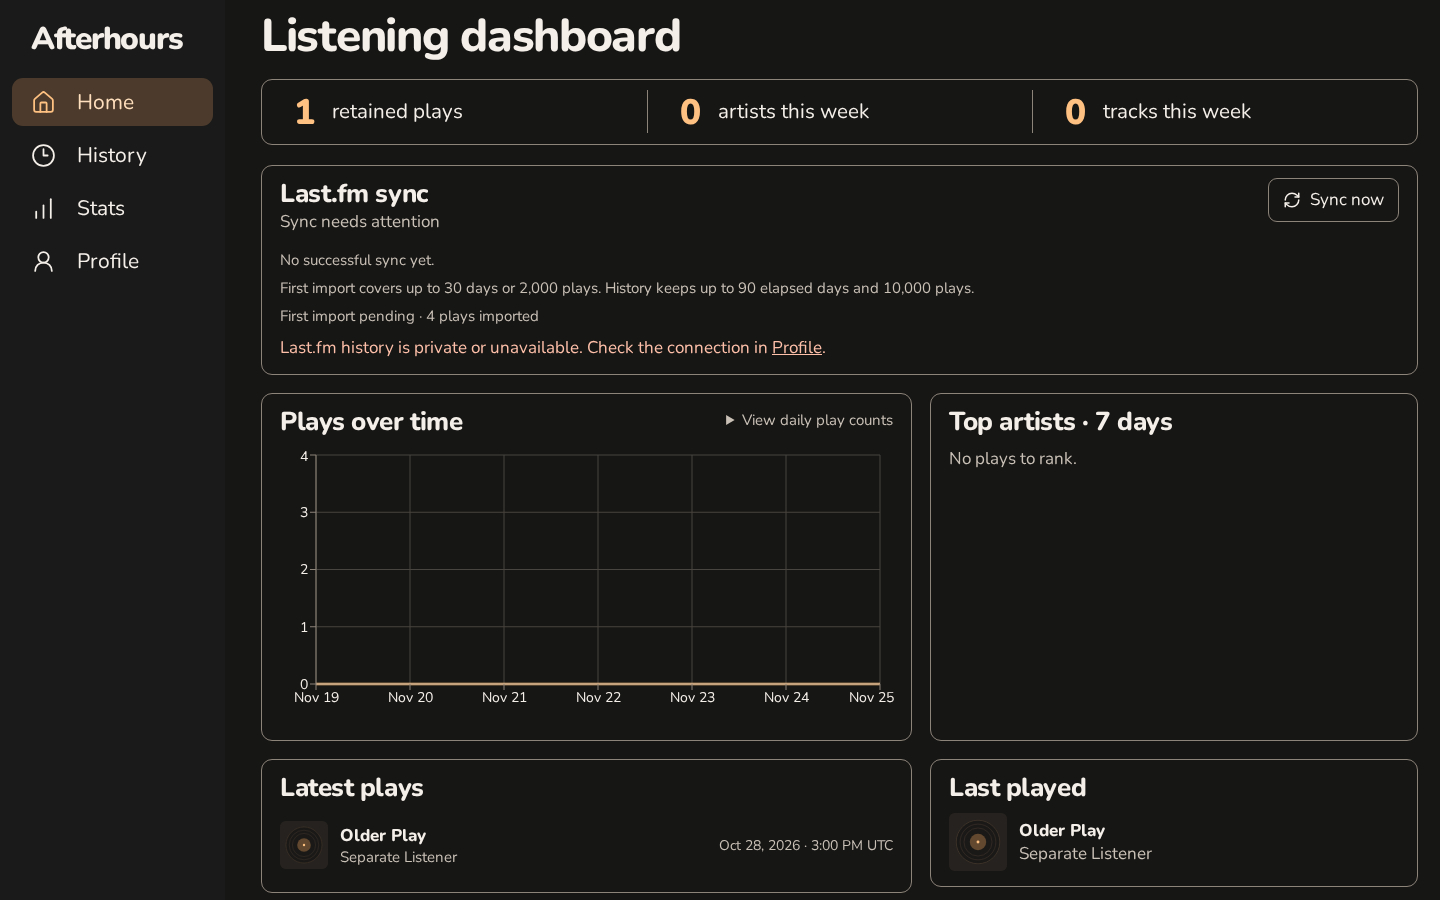 Afterhours
Home
History
Stats
Profile
Listening dashboard
1 retained plays
0 artists this week
0 tracks this week
Last.fm sync
Sync now
Sync needs attention
No successful sync yet.
First import covers up to 30 days or 2,000 plays. History keeps up to 90 elapsed days and 10,000 plays.
First import pending · 4 plays imported
Last.fm history is private or unavailable. Check the connection in Profile.
Plays over time
▶ View daily play counts
4
3
2
1
0
Nov 19 Nov 20 Nov 21 Nov 22 Nov 23 Nov 24 Nov 25
Top artists · 7 days
No plays to rank.
Latest plays
Older Play
Separate Listener
Oct 28, 2026 · 3:00 PM UTC
Last played
Older Play
Separate Listener